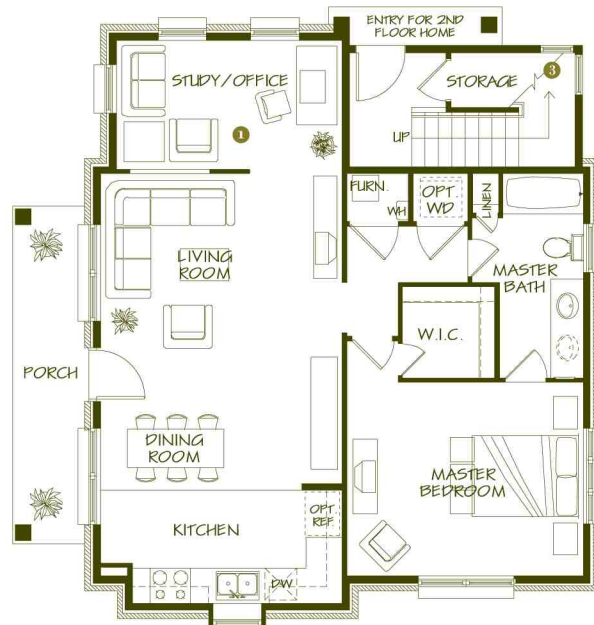 ENTRY FOR 2ND
FLOOR HOME
STUDY/OFFICE
1
STORAGE
3
UP
FURN.
WH
OPT
WD
LINEN
LIVING
ROOM
MASTER
BATH
W.I.C.
PORCH
DINING
ROOM
MASTER
BEDROOM
KITCHEN
OPT
REF.
DW